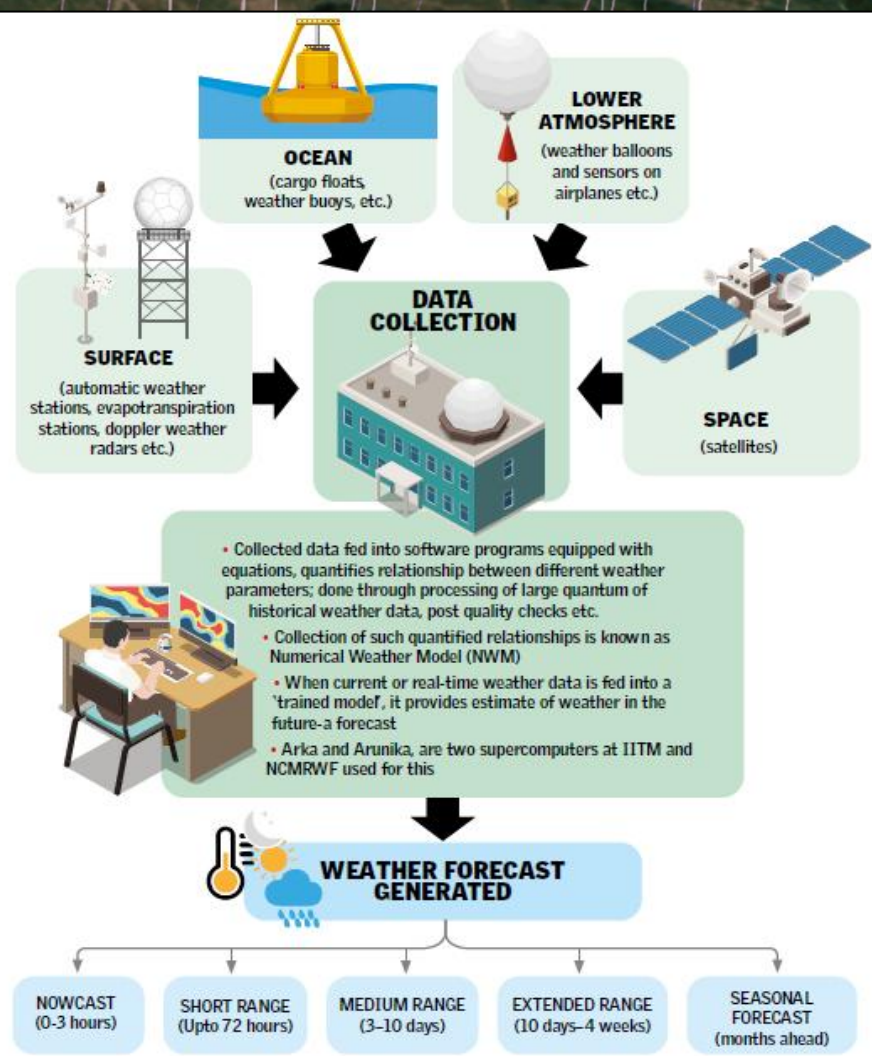 OCEAN
(cargo floats,
weather buoys, etc.)
LOWER
ATMOSPHERE
(weather balloons
and sensors on
airplanes etc.)
SURFACE
(automatic weather
stations, evapotranspiration
stations, doppler weather
radars etc.)
DATA
COLLECTION
SPACE
(satellites)
• Collected data fed into software programs equipped with
equations, quantifies relationship between different weather
parameters; done through processing of large quantum of
historical weather data, post quality checks etc.
• Collection of such quantified relationships is known as
Numerical Weather Model (NWM)
• When current or real-time weather data is fed into a
'trained model', it provides estimate of weather in the
future-a forecast
• Arka and Arunika, are two supercomputers at IITM and
NCMRWF used for this
WEATHER FORECAST
GENERATED
NOWCAST
(0-3 hours)
SHORT RANGE
(Upto 72 hours)
MEDIUM RANGE
(3–10 days)
EXTENDED RANGE
(10 days–4 weeks)
SEASONAL
FORECAST
(months ahead)